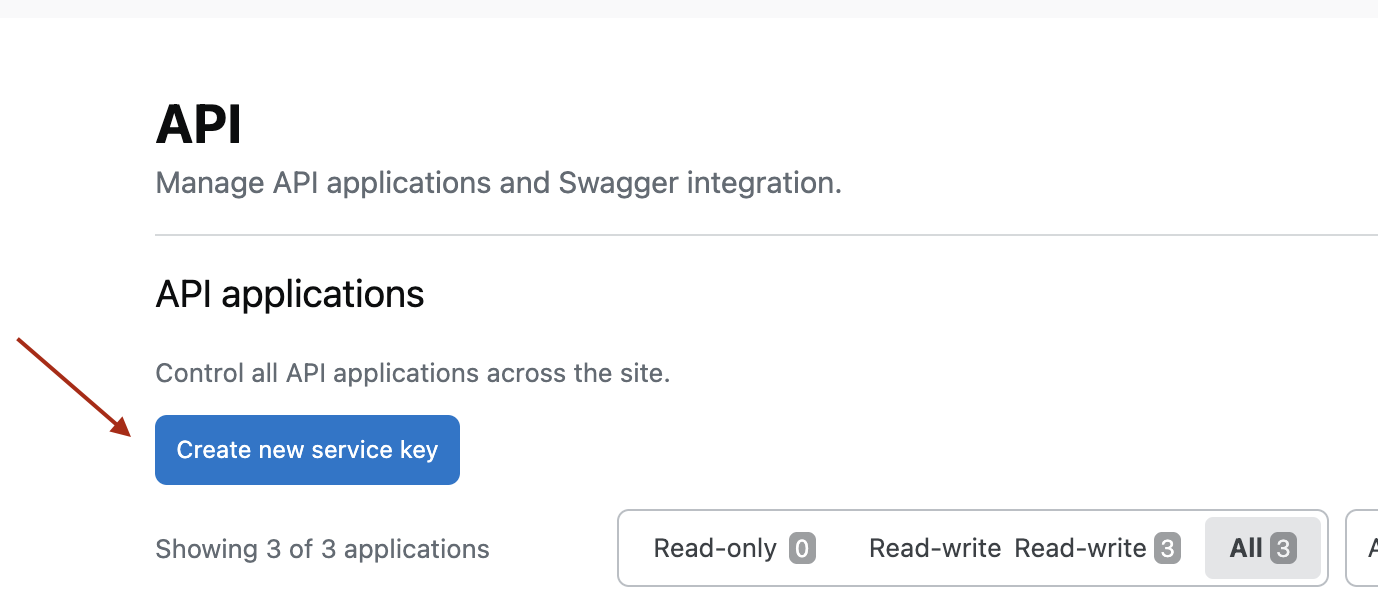 API
Manage API applications and Swagger integration.
API applications
Control all API applications across the site.
Create new service key
Showing 3 of 3 applications
Read-only 0 Read-write Read-write 3 All 3 A